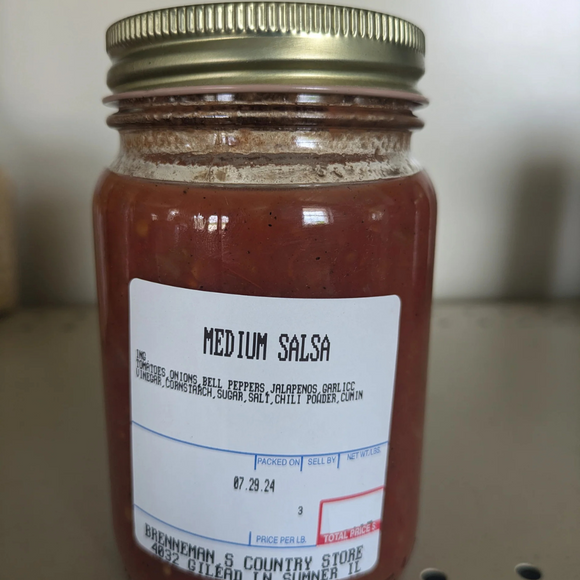 MEDIUM SALSA
ING
TOMATOES,ONIONS,BELL PEPPERS,JALAPENOS,GARLICC
VINEGAR,CORNSTARCH,SUGAR,SALT,CHILI POWDER,CUMIN
PACKED ON SELL BY NET WT./LBS.
07.29.24
3
PRICE PER LB. TOTAL PRICE $
BRENNEMAN S COUNTRY STORE
4032 GILEAD LN SUMNER IL